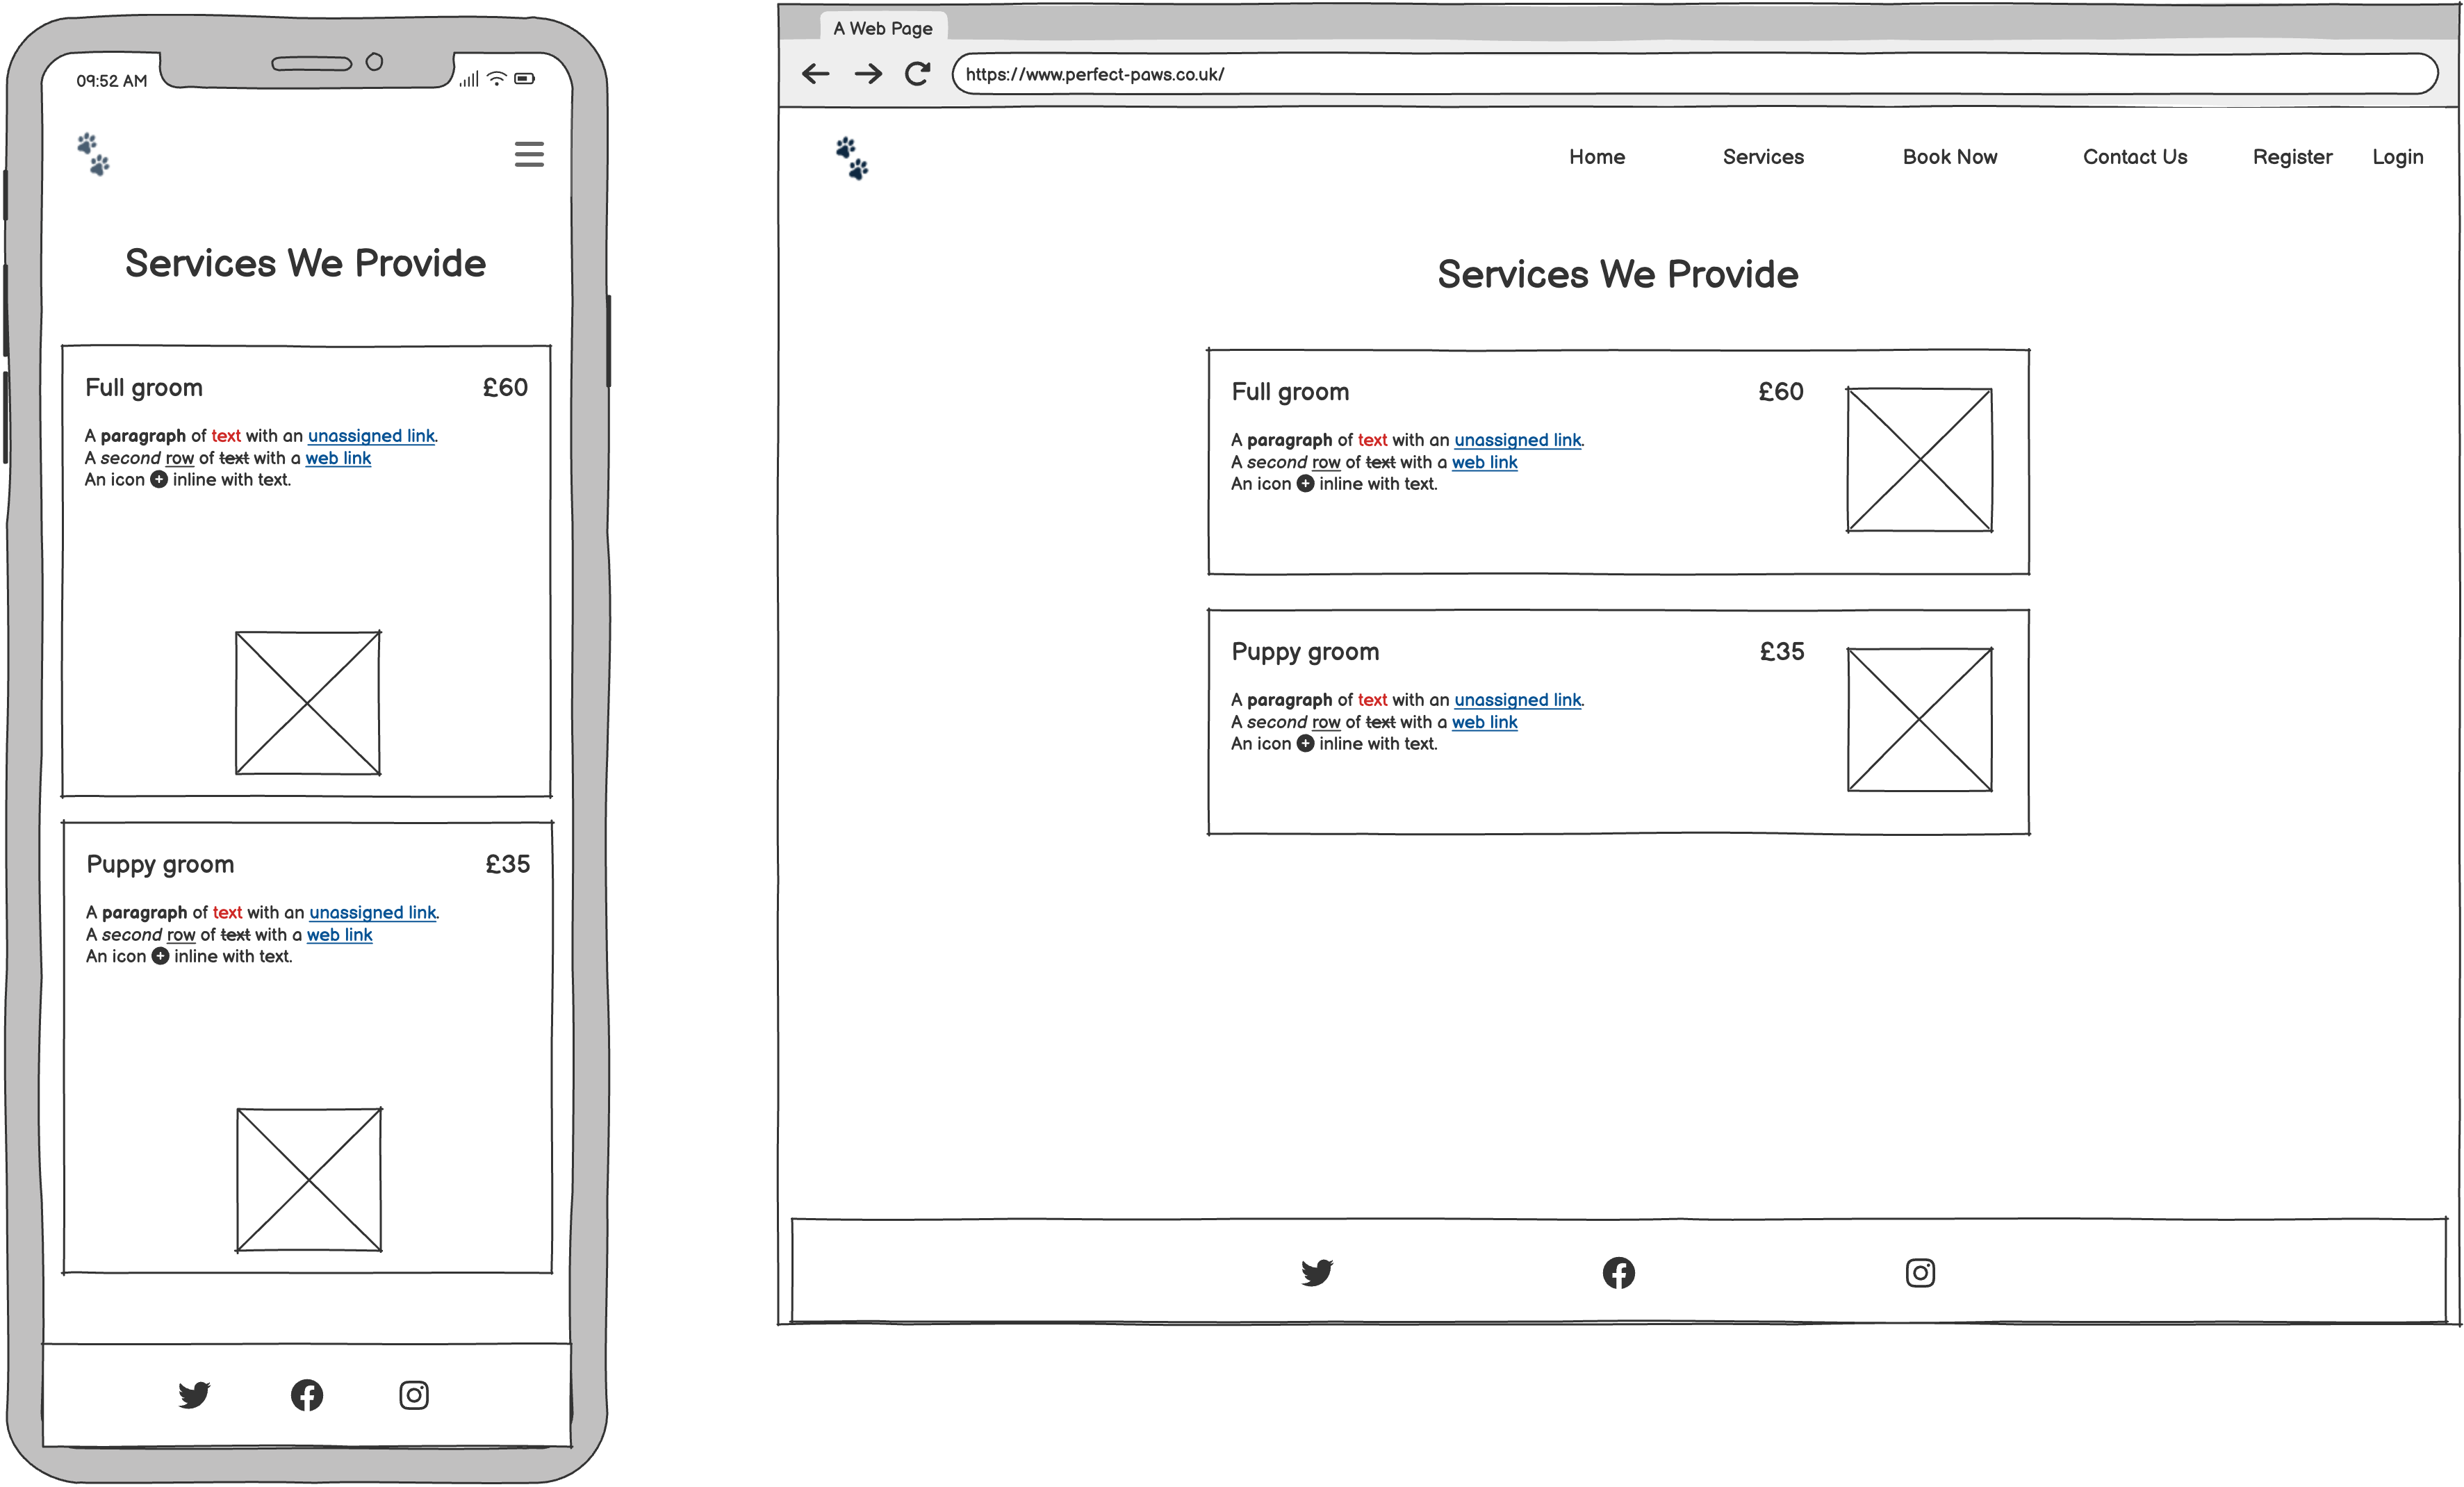 09:52 AM
Services We Provide
Full groom £60
A paragraph of text with an unassigned link.
A second row of text with a web link
An icon inline with text.
Puppy groom £35
A paragraph of text with an unassigned link.
A second row of text with a web link
An icon inline with text.
A Web Page
https://www.perfect-paws.co.uk/
Home Services Book Now Contact Us Register Login
Services We Provide
Full groom £60
A paragraph of text with an unassigned link.
A second row of text with a web link
An icon inline with text.
Puppy groom £35
A paragraph of text with an unassigned link.
A second row of text with a web link
An icon inline with text.